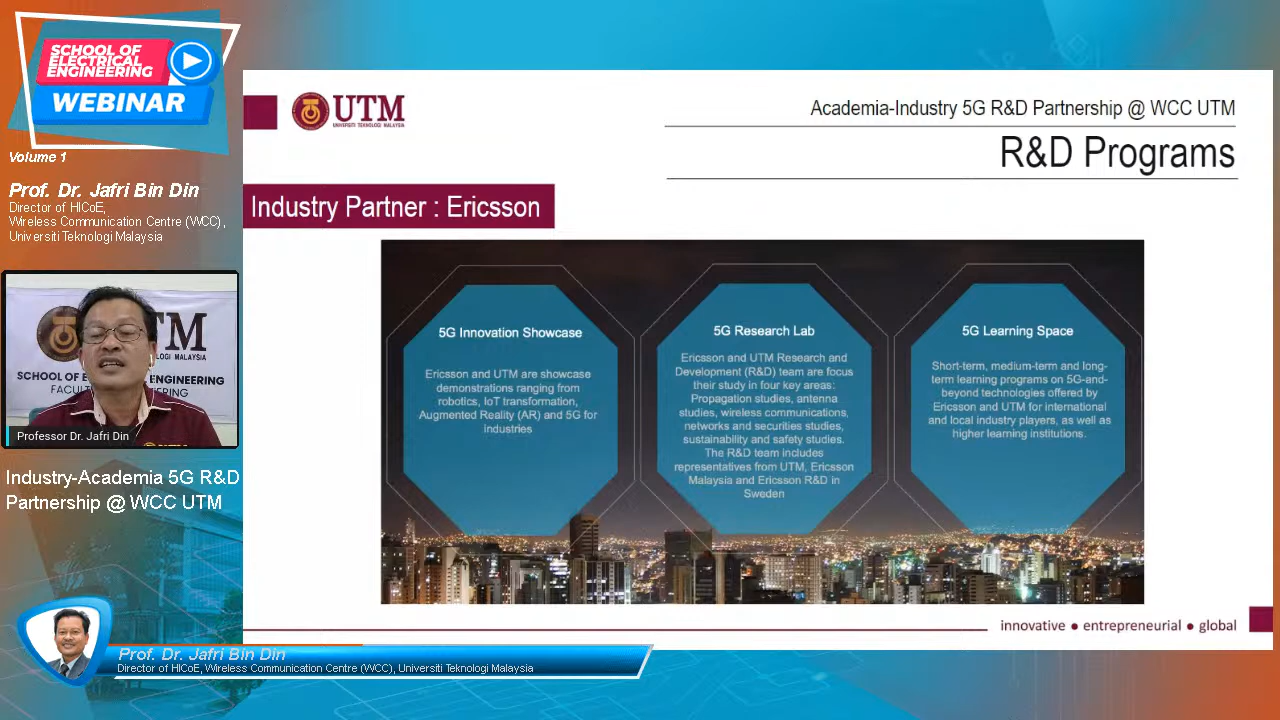 SCHOOL OF
ELECTRICAL
ENGINEERING
WEBINAR
Volume 1
Prof. Dr. Jafri Bin Din
Director of HICoE,
Wireless Communication Centre (WCC),
Universiti Teknologi Malaysia
UTM
SCHOOL OF ELECTRICAL ENGINEERING
Professor Dr. Jafri Din
Industry-Academia 5G R&D
Partnership @ WCC UTM
UTM
UNIVERSITI TEKNOLOGI MALAYSIA
Academia-Industry 5G R&D Partnership @ WCC UTM
R&D Programs
Industry Partner : Ericsson
5G Innovation Showcase
Ericsson and UTM are showcase
demonstrations ranging from
robotics, IoT transformation,
Augmented Reality (AR) and 5G for
industries
5G Research Lab
Ericsson and UTM Research and
Development (R&D) team are focus
their study in four key areas:
Propagation studies, antenna
studies, wireless communications,
networks and securities studies,
sustainability and safety studies.
The R&D team includes
representatives from UTM, Ericsson
Malaysia and Ericsson R&D in
Sweden
5G Learning Space
Short-term, medium-term and long-
term learning programs on 5G-and-
beyond technologies offered by
Ericsson and UTM for international
and local industry players, as well as
higher learning institutions.
innovative ● entrepreneurial ● global
Prof. Dr. Jafri Bin Din
Director of HICoE, Wireless Communication Centre (WCC), Universiti Teknologi Malaysia